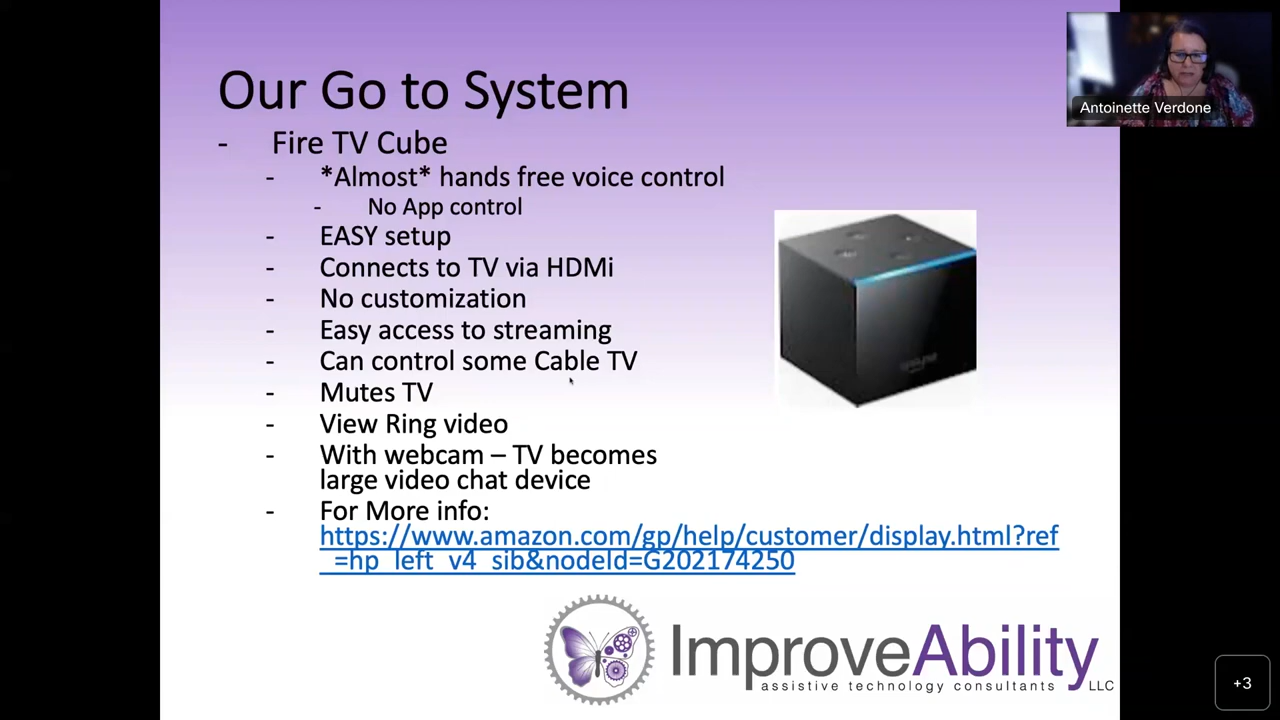 Our Go to System
- Fire TV Cube
- *Almost* hands free voice control
- No App control
- EASY setup
- Connects to TV via HDMi
- No customization
- Easy access to streaming
- Can control some Cable TV
- Mutes TV
- View Ring video
- With webcam – TV becomes
large video chat device
- For More info:
https://www.amazon.com/gp/help/customer/display.html?ref
_=hp_left_v4_sib&nodeId=G202174250
ImproveAbility
assistive technology consultants LLC
Antoinette Verdone
+3